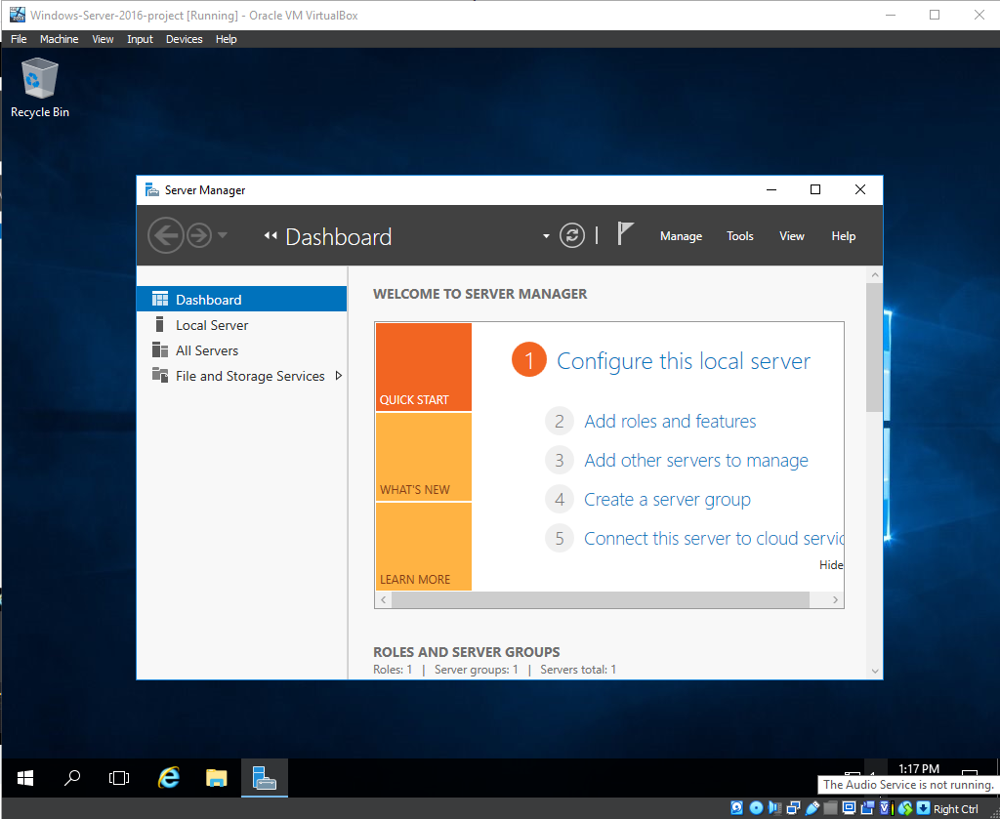 Windows-Server-2016-project [Running] - Oracle VM VirtualBox
File Machine View Input Devices Help
Recycle Bin
Server Manager
Dashboard
Manage Tools View Help
Dashboard
Local Server
All Servers
File and Storage Services
WELCOME TO SERVER MANAGER
QUICK START
WHAT'S NEW
LEARN MORE
1 Configure this local server
2 Add roles and features
3 Add other servers to manage
4 Create a server group
5 Connect this server to cloud servic
Hide
ROLES AND SERVER GROUPS
Roles: 1 | Server groups: 1 | Servers total: 1
1:17 PM
The Audio Service is not running.
Right Ctrl